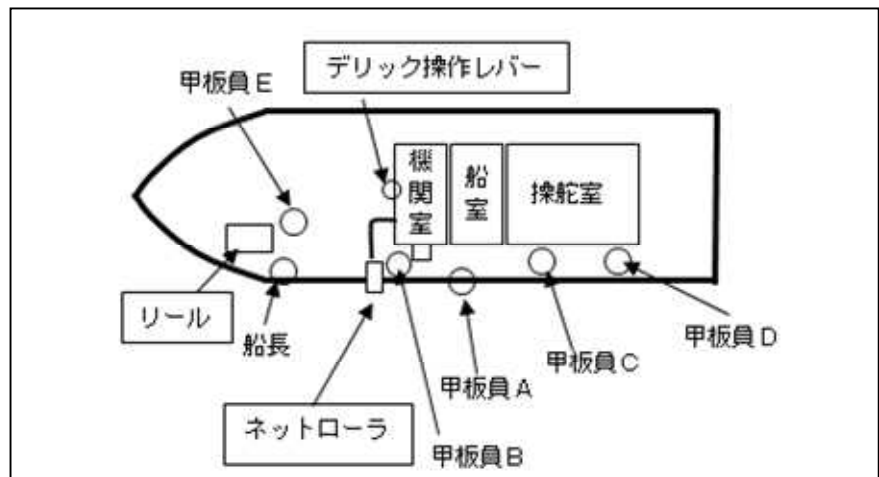 甲板員E
デリック操作レバー
機関室
船室
操舵室
リール
船長
甲板員D
甲板員C
甲板員A
ネットローラ
甲板員B